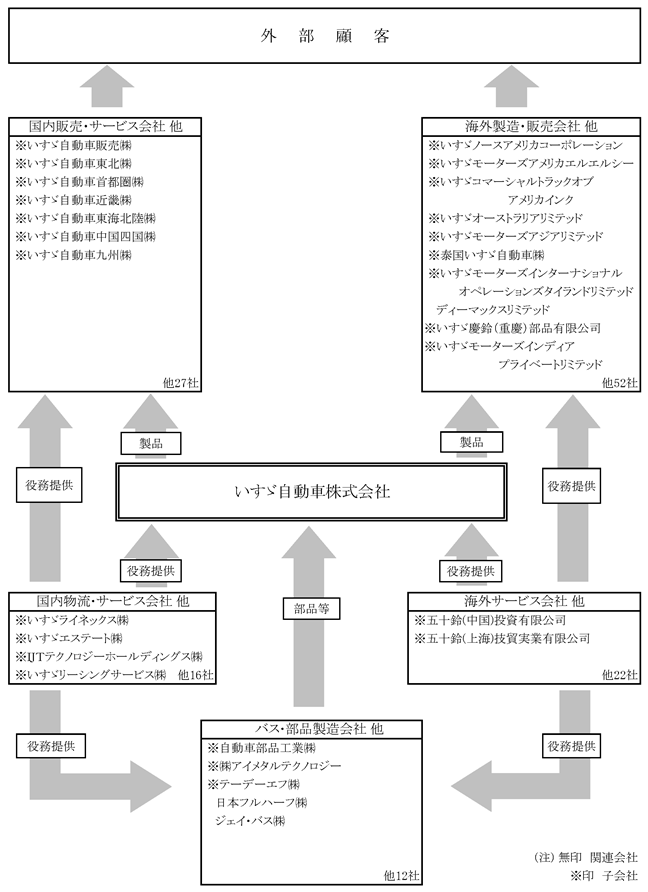 外 部 顧 客
国内販売・サービス会社 他
※いすゞ自動車販売㈱
※いすゞ自動車東北㈱
※いすゞ自動車首都圏㈱
※いすゞ自動車近畿㈱
※いすゞ自動車東海北陸㈱
※いすゞ自動車中国四国㈱
※いすゞ自動車九州㈱
他27社
海外製造・販売会社 他
※いすゞノースアメリカコーポレーション
※いすゞモーターズアメリカエルエルシー
※いすゞコマーシャルトラックオブ
アメリカインク
※いすゞオーストラリアリミテッド
※いすゞモーターズアジアリミテッド
※泰国いすゞ自動車㈱
※いすゞモーターズインターナショナル
オペレーションズタイランドリミテッド
ディーマックスリミテッド
※いすゞ慶鈴（重慶）部品有限公司
※いすゞモーターズインディア
プライベートリミテッド
他52社
製品
製品
役務提供
役務提供
いすゞ自動車株式会社
役務提供
役務提供
部品等
国内物流・サービス会社 他
※いすゞライネックス㈱
※いすゞエステート㈱
※IJTテクノロジーホールディングス㈱
※いすゞリーシングサービス㈱ 他16社
海外サービス会社 他
※五十鈴(中国)投資有限公司
※五十鈴(上海)技貿実業有限公司
他22社
役務提供
役務提供
バス・部品製造会社 他
※自動車部品工業㈱
※㈱アイメタルテクノロジー
※テーデーエフ㈱
日本フルハーフ㈱
ジェイ・バス㈱
他12社
(注) 無印 関連会社
※印 子会社